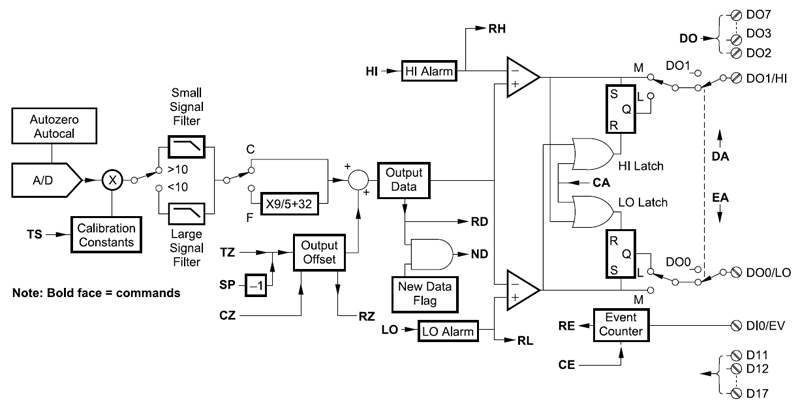 DO7
DO3
DO
DO2
RH
HI
HI Alarm
M
DO1
DO1/HI
−
+
S
Q
L
R
Small
Signal
Filter
Autozero
Autocal
A/D
X
>10
<10
C
F
X9/5+32
+
+
Output
Data
HI Latch
DA
CA
EA
LO Latch
TS
Calibration
Constants
Large
Signal
Filter
TZ
Output
Offset
RD
ND
SP
−1
New Data
Flag
R
Q
S
DO0
L
M
DO0/LO
−
+
Note: Bold face = commands
CZ
RZ
LO
LO Alarm
RL
RE
Event
Counter
DI0/EV
CE
D11
D12
D17